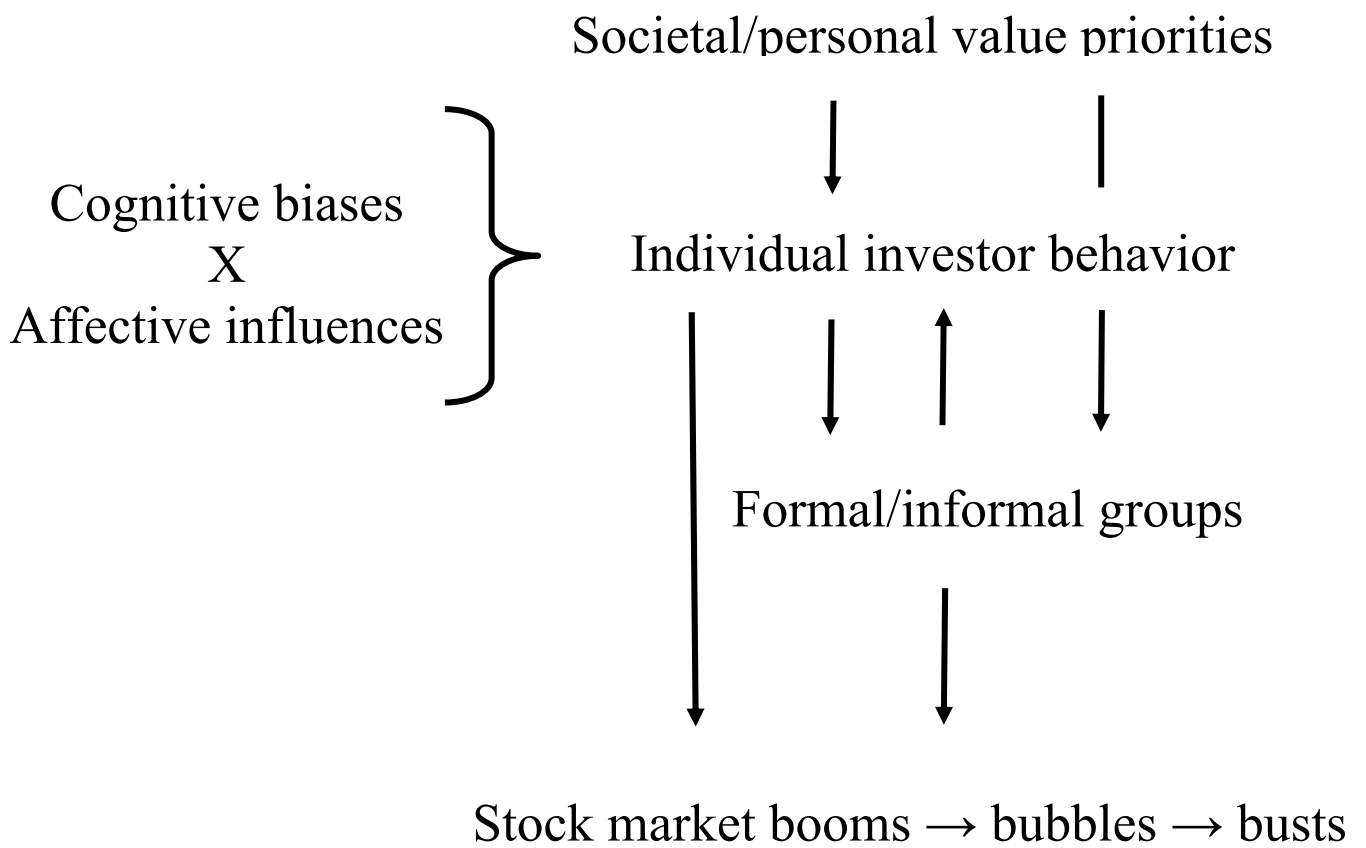 Societal/personal value priorities
Cognitive biases
X
Affective influences
Individual investor behavior
Formal/informal groups
Stock market booms → bubbles → busts